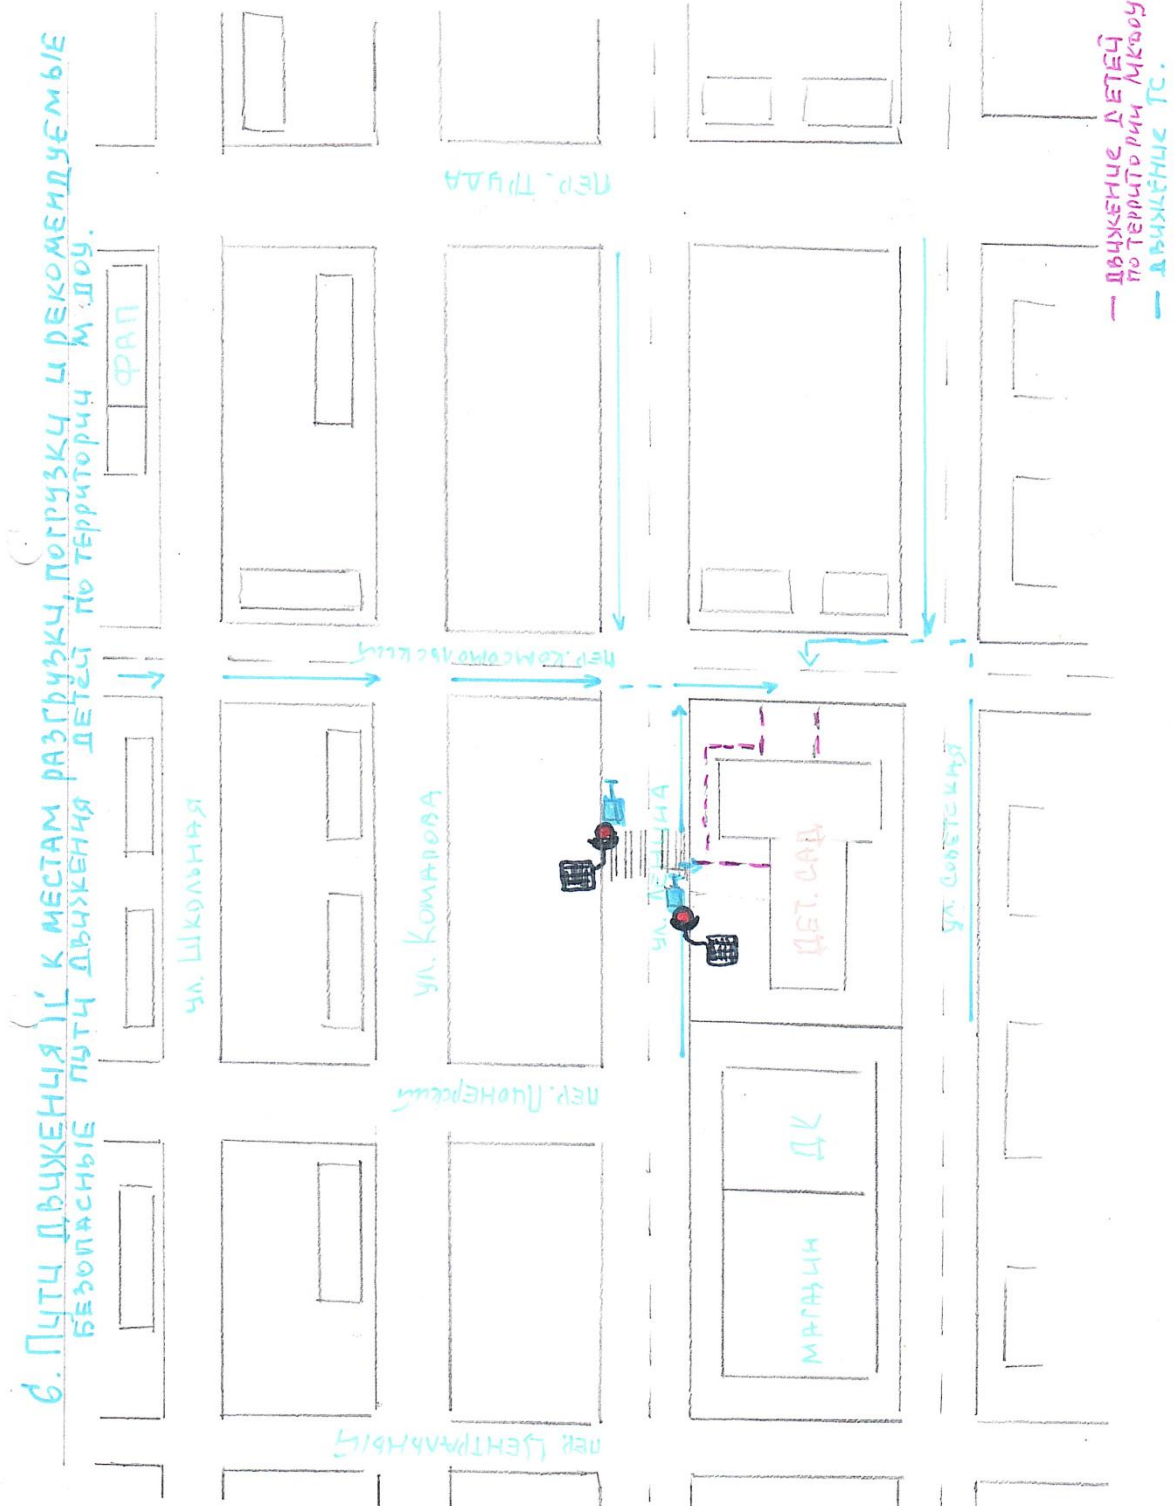 6. Пути движения ТС к местам разгрузки, погрузки и рекомендуемые
безопасные пути движения детей по территории М ДОУ.
ФАП
ул. Школьная
ул. Комарова
ул. Ленина
ул. Советская
пер. Труда
пер. Комсомольский
пер. Пионерский
пер. Центральный
Дет. сад
ДК
Магазин
— движение детей
по территории МКДОУ
— движение ТС.